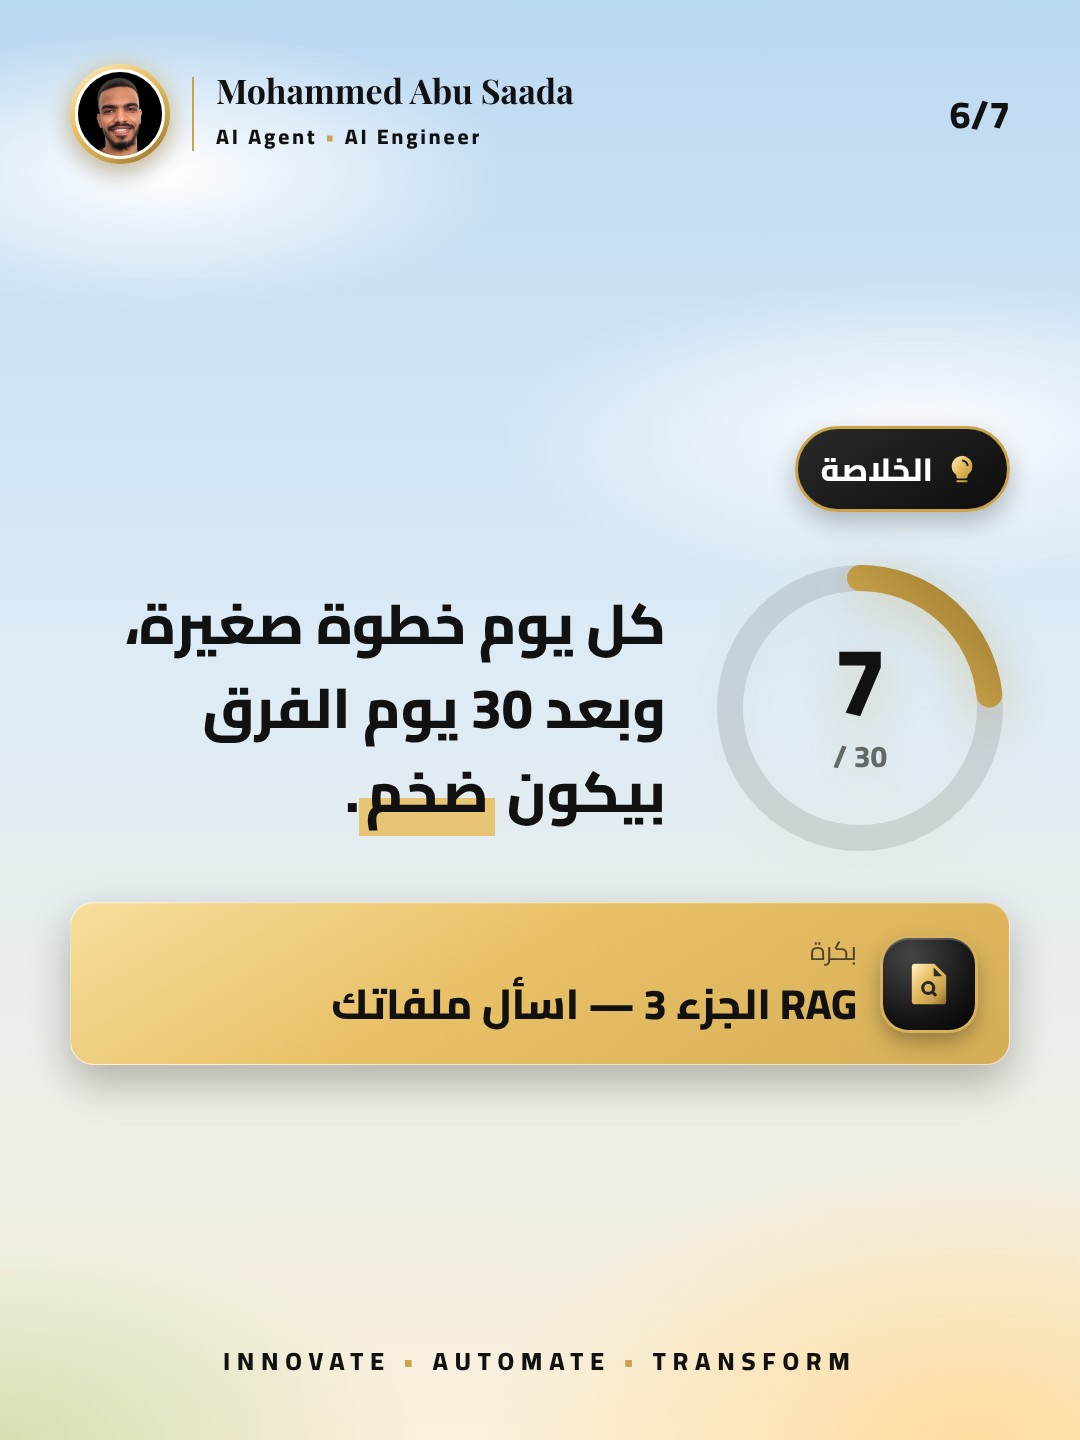 Mohammed Abu Saada
AI Agent ▪ AI Engineer
6/7
الخلاصة
7
/ 30
كل يوم خطوة صغيرة،
وبعد 30 يوم الفرق
بيكون ضخم.
بكرة
RAG الجزء 3 — اسأل ملفاتك
INNOVATE ▪ AUTOMATE ▪ TRANSFORM